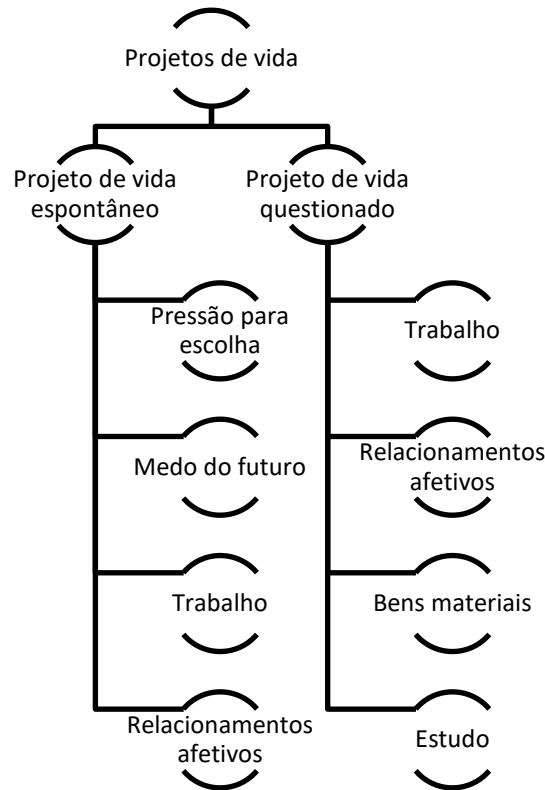 Projetos de vida
Projeto de vida
espontâneo
Projeto de vida
questionado
Pressão para
escolha
Trabalho
Medo do futuro
Relacionamentos
afetivos
Trabalho
Bens materiais
Relacionamentos
afetivos
Estudo